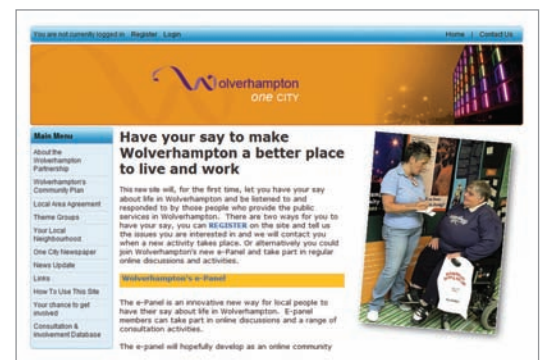 You are not currently logged in Register Login
Home | Contact Us
Wolverhampton
one CITY
Main Menu
About the
Wolverhampton
Partnership
Wolverhampton's
Community Plan
Local Area Agreement
Theme Groups
Your Local
Neighbourhood
One City Newspaper
News Update
Links
How To Use This Site
Your chance to get
involved
Consultation &
Involvement Database
Have your say to make
Wolverhampton a better place
to live and work
This new site will, for the first time, let you have your say
about life in Wolverhampton and be listened to and
responded to by those people who provide the public
services in Wolverhampton. There are two ways for you to
have your say, you can REGISTER on the site and tell us
the issues you are interested in and we will contact you
when a new activity takes place. Or alternatively you could
join Wolverhampton's new e-Panel and take part in regular
online discussions and activities.
Wolverhampton's e-Panel
The e-Panel is an innovative new way for local people to
have their say about life in Wolverhampton. E-panel
members can take part in online discussions and a range of
consultation activities.
The e-panel will hopefully develop as an online community